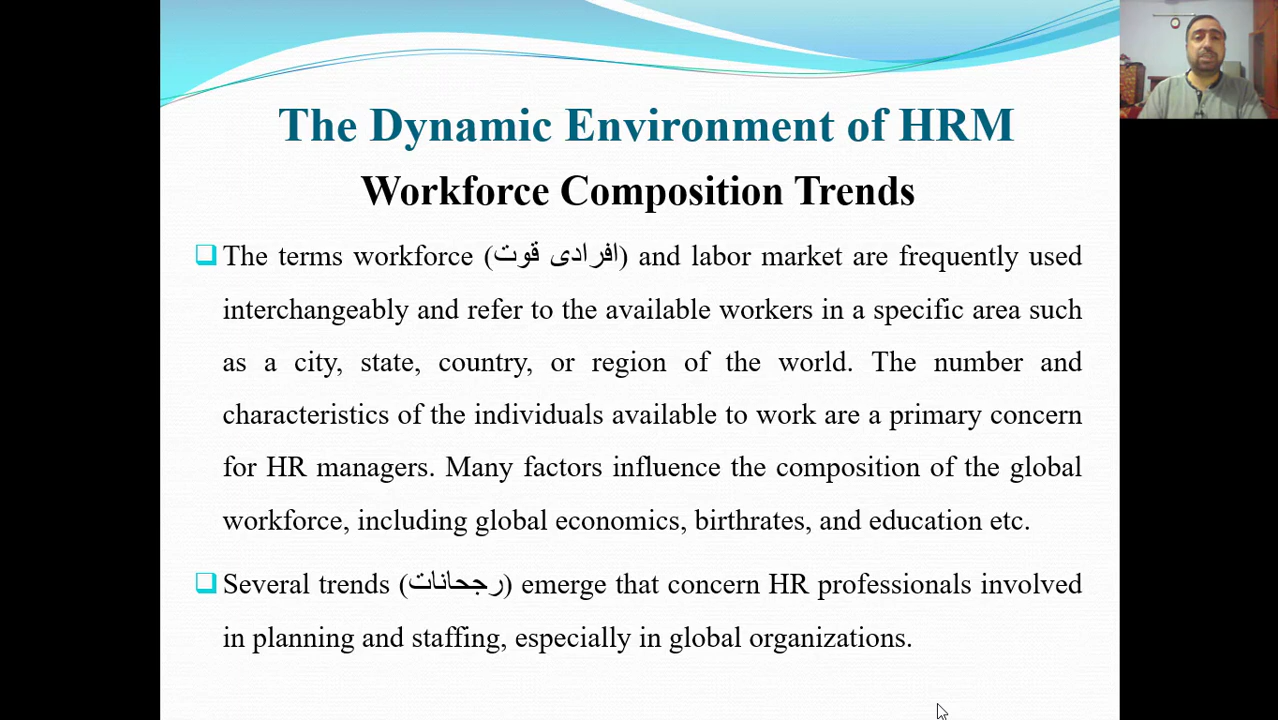 The Dynamic Environment of HRM
Workforce Composition Trends
The terms workforce (افرادی قوت) and labor market are frequently used
interchangeably and refer to the available workers in a specific area such
as a city, state, country, or region of the world. The number and
characteristics of the individuals available to work are a primary concern
for HR managers. Many factors influence the composition of the global
workforce, including global economics, birthrates, and education etc.
Several trends (رجحانات) emerge that concern HR professionals involved
in planning and staffing, especially in global organizations.